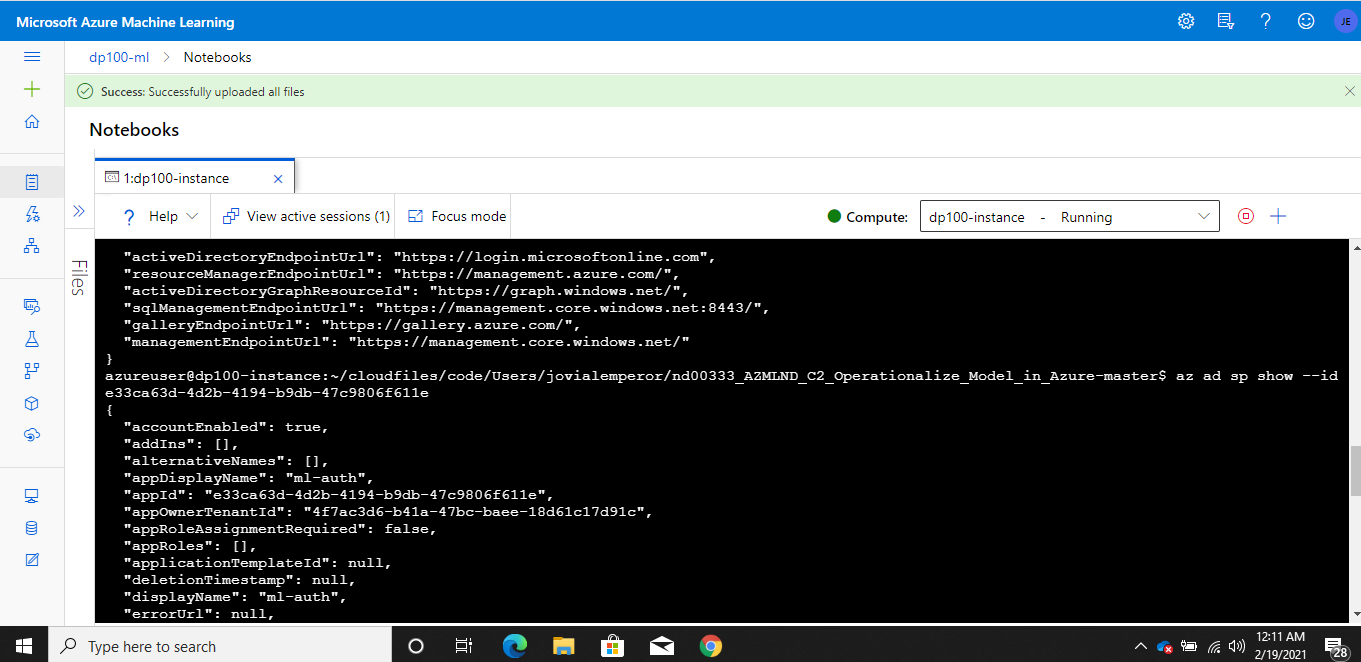 Microsoft Azure Machine Learning
JE
dp100-ml > Notebooks
Success: Successfully uploaded all files
Notebooks
1:dp100-instance
? Help
View active sessions (1)
Focus mode
Compute:
dp100-instance - Running
Files
"activeDirectoryEndpointUrl": "https://login.microsoftonline.com",
"resourceManagerEndpointUrl": "https://management.azure.com/",
"activeDirectoryGraphResourceId": "https://graph.windows.net/",
"sqlManagementEndpointUrl": "https://management.core.windows.net:8443/",
"galleryEndpointUrl": "https://gallery.azure.com/",
"managementEndpointUrl": "https://management.core.windows.net/"
}
azureuser@dp100-instance:~/cloudfiles/code/Users/jovialemperor/nd00333_AZMLND_C2_Operationalize_Model_in_Azure-master$ az ad sp show --id
e33ca63d-4d2b-4194-b9db-47c9806f611e
{
"accountEnabled": true,
"addIns": [],
"alternativeNames": [],
"appDisplayName": "ml-auth",
"appId": "e33ca63d-4d2b-4194-b9db-47c9806f611e",
"appOwnerTenantId": "4f7ac3d6-b41a-47bc-baee-18d61c17d91c",
"appRoleAssignmentRequired": false,
"appRoles": [],
"applicationTemplateId": null,
"deletionTimestamp": null,
"displayName": "ml-auth",
"errorUrl": null,
Type here to search
12:11 AM
2/19/2021
28